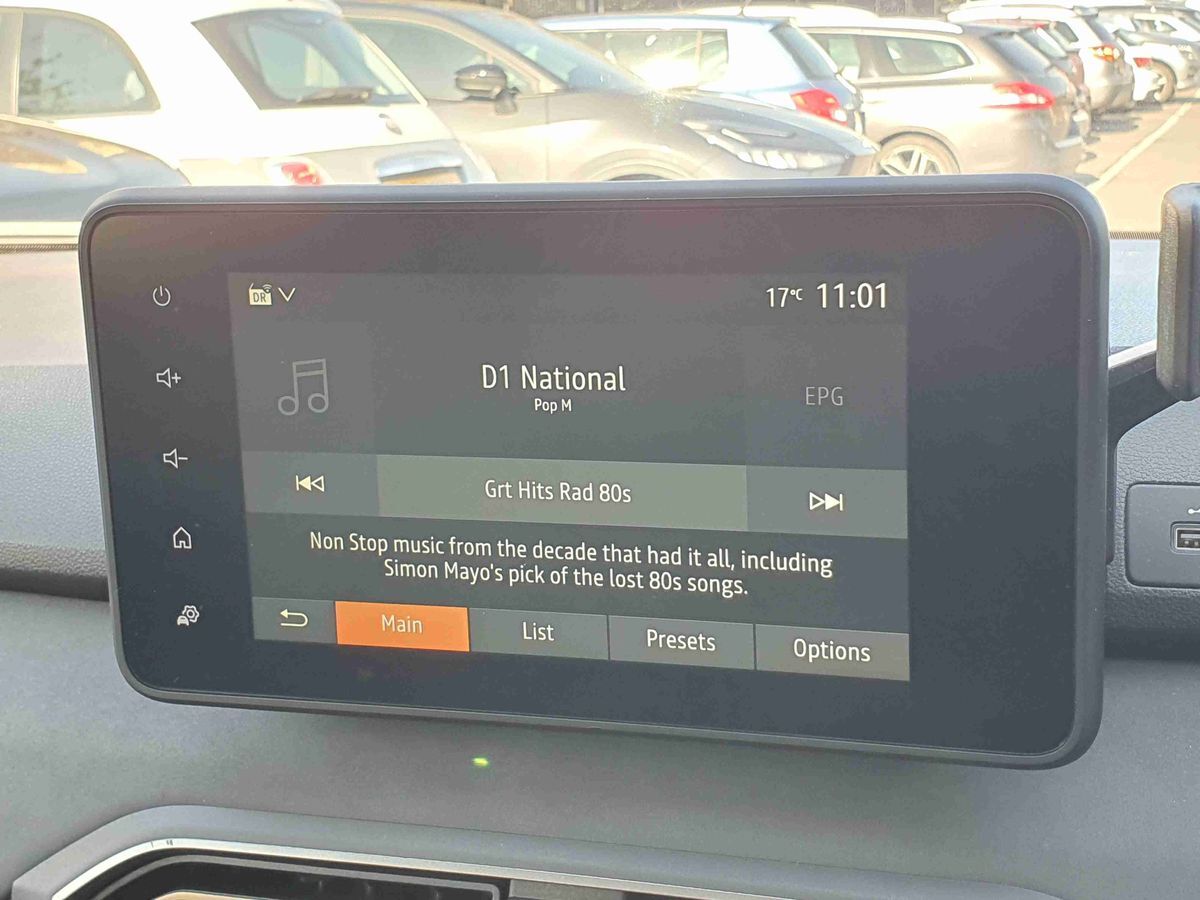 DR
17°C 11:01
D1 National
Pop M
EPG
Grt Hits Rad 80s
Non Stop music from the decade that had it all, including
Simon Mayo's pick of the lost 80s songs.
Main List Presets Options